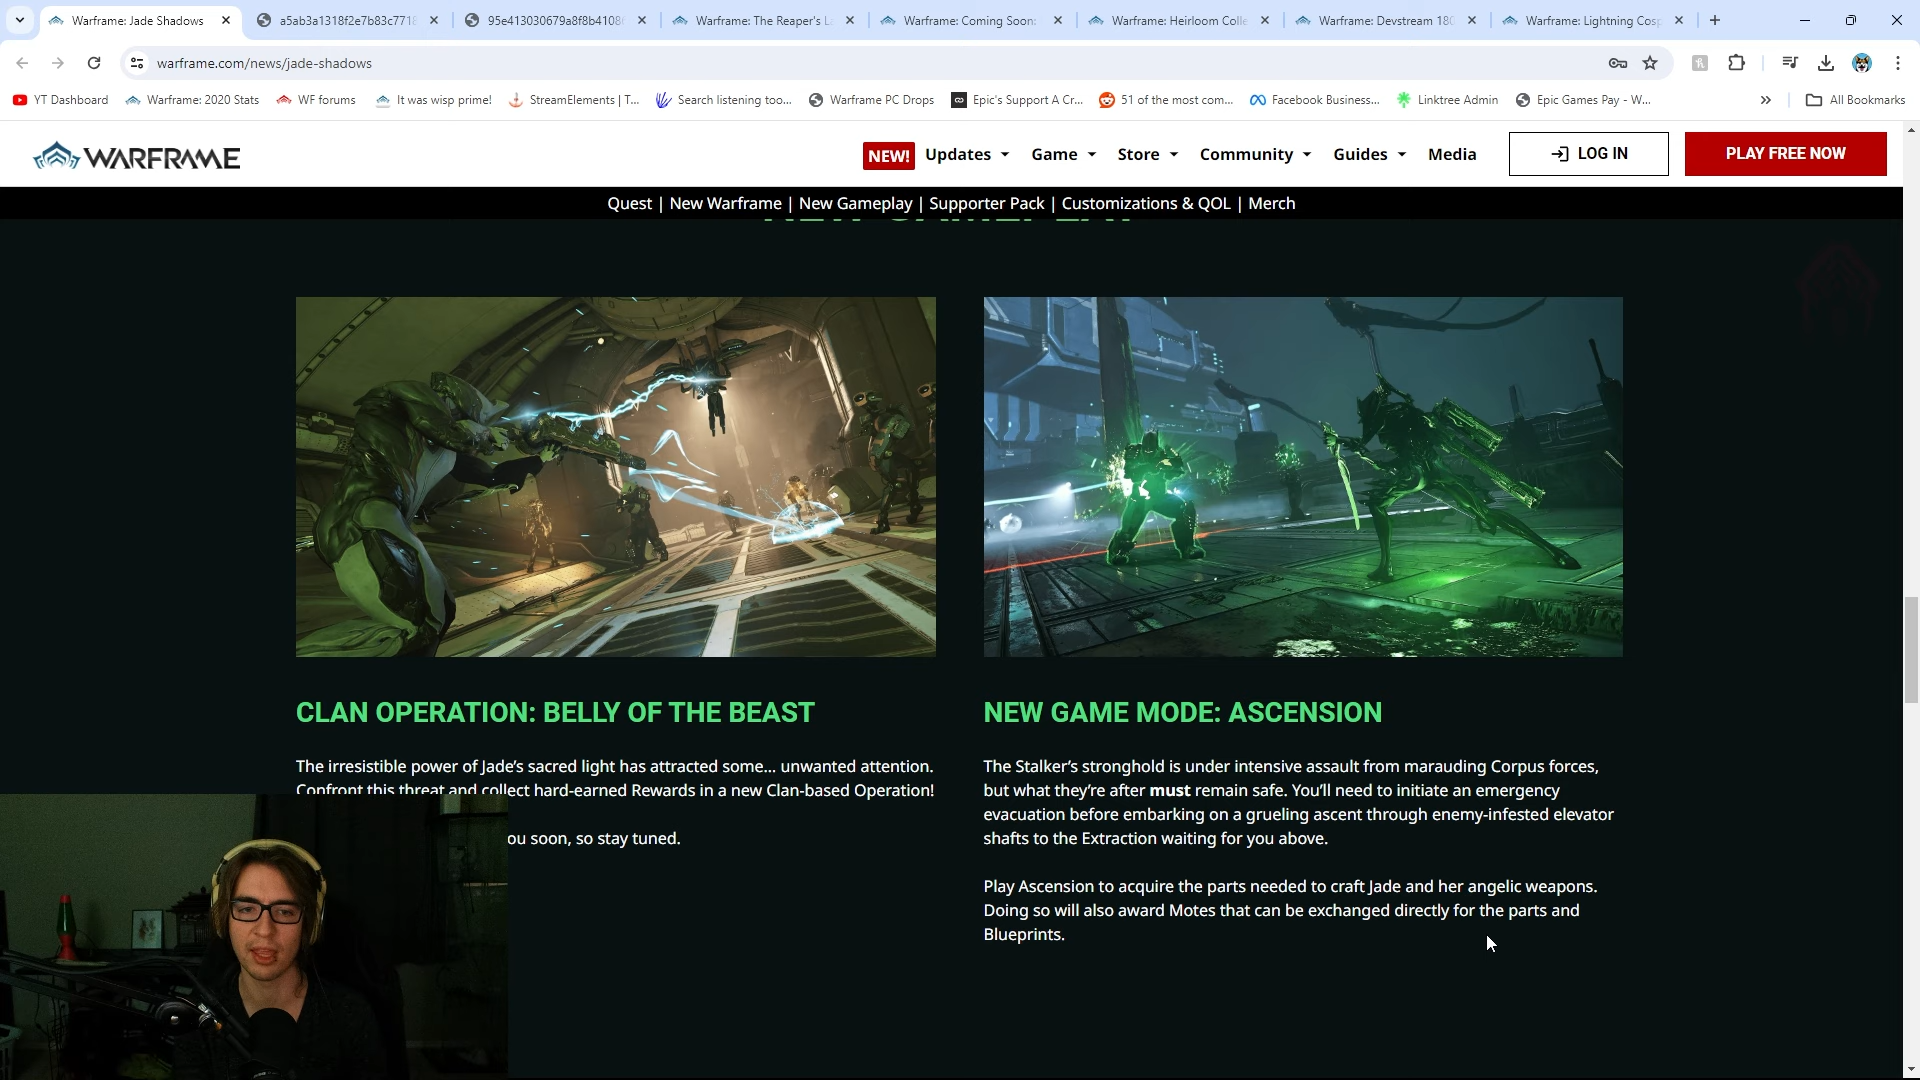 Warframe: Jade Shadows
a5ab3a1318f2e7b83c7718
95e413030679a8f8b4108
Warframe: The Reaper's L
Warframe: Coming Soon:
Warframe: Heirloom Colle
Warframe: Devstream 180
Warframe: Lightning Cosp
warframe.com/news/jade-shadows
YT Dashboard
Warframe: 2020 Stats
WF forums
It was wisp prime!
StreamElements | T...
Search listening too...
Warframe PC Drops
Epic's Support A Cr...
51 of the most com...
Facebook Business...
Linktree Admin
Epic Games Pay - W...
All Bookmarks
WARFRAME
NEW! Updates
Game
Store
Community
Guides
Media
LOG IN
PLAY FREE NOW
Quest | New Warframe | New Gameplay | Supporter Pack | Customizations & QOL | Merch
NEW GAMEPLAY
CLAN OPERATION: BELLY OF THE BEAST
The irresistible power of Jade's sacred light has attracted some... unwanted attention.
Confront this threat and collect hard-earned Rewards in a new Clan-based Operation!
ou soon, so stay tuned.
NEW GAME MODE: ASCENSION
The Stalker's stronghold is under intensive assault from marauding Corpus forces,
but what they're after must remain safe. You'll need to initiate an emergency
evacuation before embarking on a grueling ascent through enemy-infested elevator
shafts to the Extraction waiting for you above.
Play Ascension to acquire the parts needed to craft Jade and her angelic weapons.
Doing so will also award Motes that can be exchanged directly for the parts and
Blueprints.